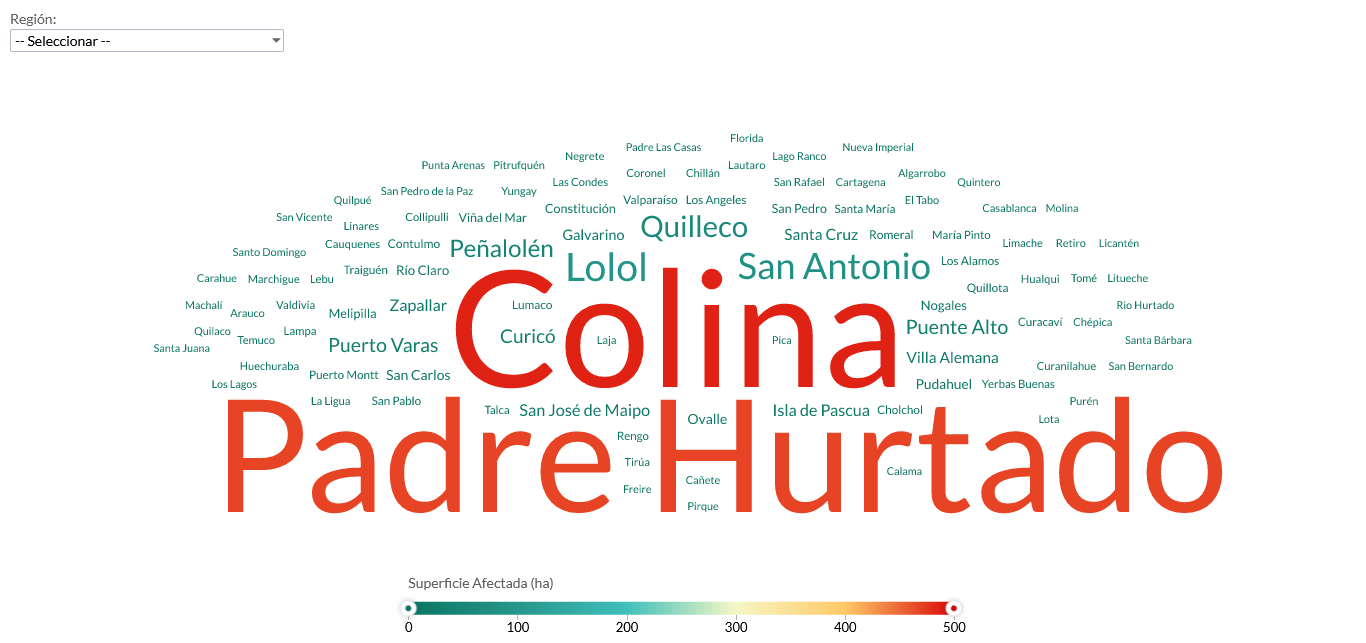 Región:
-- Seleccionar --
Florida
Padre Las Casas Nueva Imperial
Negrete Lago Ranco
Punta Arenas Pitrufquén Lautaro
Coronel Chillán Algarrobo
Las Condes San Rafael Cartagena Quintero
San Pedro de la Paz Yungay
Quilpué Valparaíso Los Angeles El Tabo
Constitución San Pedro Santa María Casablanca Molina
San Vicente Collipulli Viña del Mar
Linares Quilleco
Galvarino Santa Cruz Romeral María Pinto
Cauquenes Contulmo Peñalolén Limache Retiro Licantén
Santo Domingo
Lolol San Antonio Los Alamos
Traiguén Río Claro
Carahue Marchigue Lebu Hualqui Tomé Litueche
Quillota
Machalí Valdivia Zapallar Lumaco Nogales Rio Hurtado
Arauco Melipilla
Colina
Quilaco Lampa Puente Alto Curacaví Chépica
Temuco Curicó Laja Pica Santa Bárbara
Santa Juana Puerto Varas
Villa Alemana
Huechuraba Curanilahue San Bernardo
Puerto Montt San Carlos
Los Lagos Pudahuel Yerbas Buenas
La Ligua San Pablo Purén
Talca San José de Maipo Isla de Pascua Cholchol
Ovalle Lota
Rengo
Padre Hurtado
Tirúa
Calama
Cañete
Freire
Pirque
Superficie Afectada (ha)
0 100 200 300 400 500